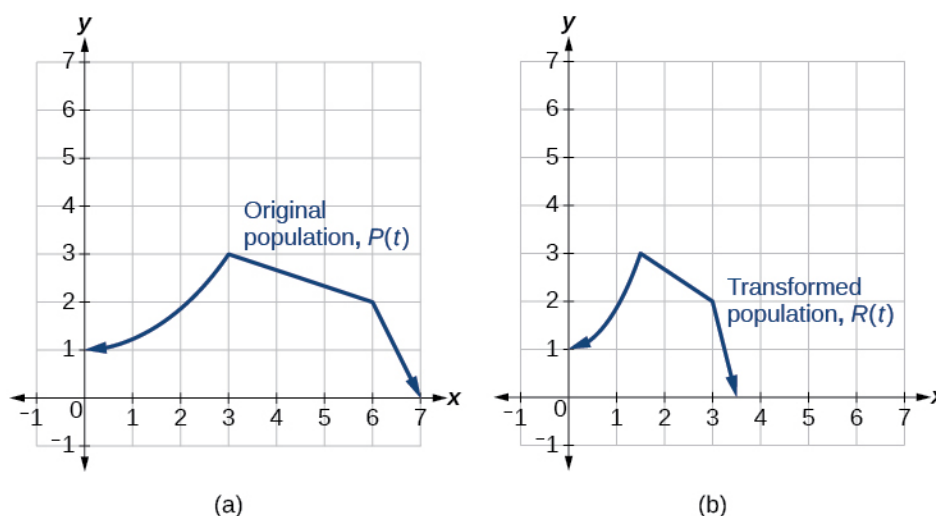 y
7
6
5
4
3
2
1
0
−1
−1 1 2 3 4 5 6 7 x
Original
population, P(t)
(a)
y
7
6
5
4
3
2
1
0
−1
−1 1 2 3 4 5 6 7 x
Transformed
population, R(t)
(b)